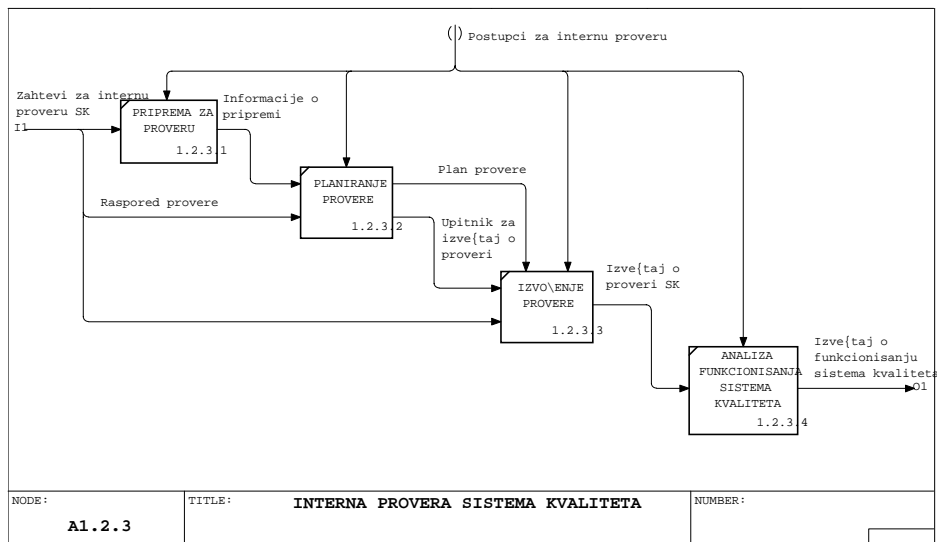 Postupci za internu proveru
Zahtevi za internu
proveru SK
I1
PRIPREMA ZA
PROVERU
1.2.3.1
Informacije o
pripremi
Raspored provere
PLANIRANJE
PROVERE
1.2.3.2
Plan provere
Upitnik za
izve{taj o
proveri
IZVO\ENJE
PROVERE
1.2.3.3
Izve{taj o
proveri SK
ANALIZA
FUNKCIONISANJA
SISTEMA
KVALITETA
1.2.3.4
Izve{taj o
funkcionisanju
sistema kvaliteta
O1
NODE:
A1.2.3
TITLE:
INTERNA PROVERA SISTEMA KVALITETA
NUMBER: